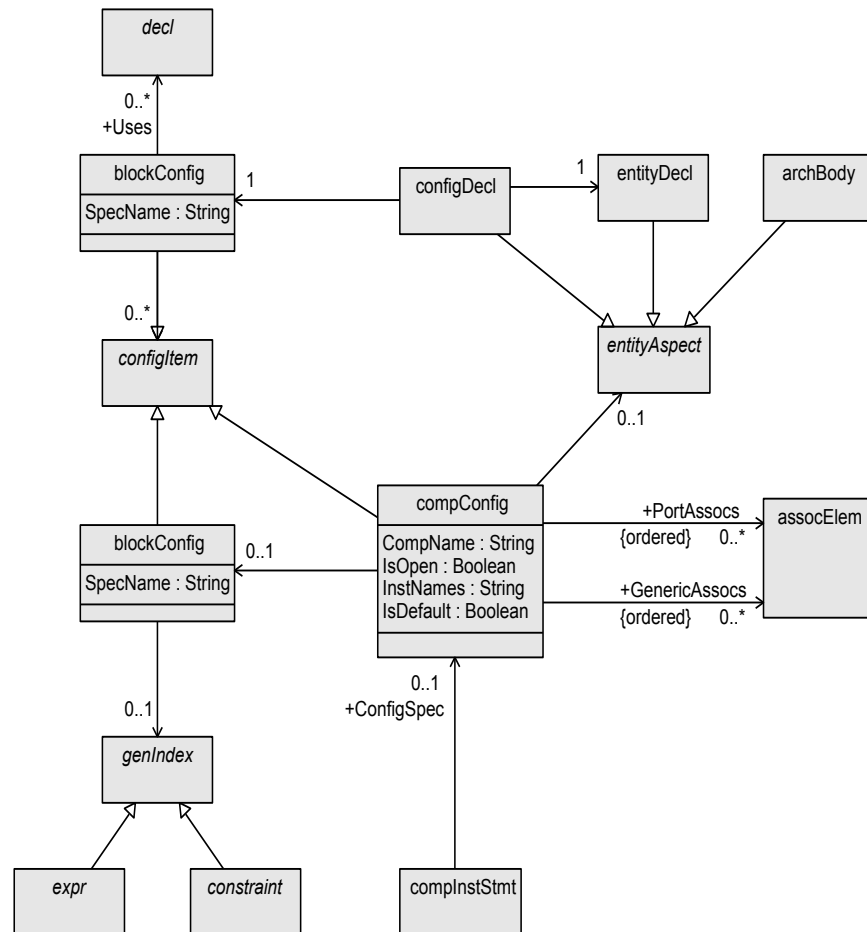 decl
0..*
+Uses
blockConfig
SpecName : String
1
configDecl
1
entityDecl
archBody
0..*
configItem
entityAspect
0..1
compConfig
CompName : String
IsOpen : Boolean
InstNames : String
IsDefault : Boolean
+PortAssocs
{ordered} 0..*
+GenericAssocs
{ordered} 0..*
assocElem
blockConfig
SpecName : String
0..1
0..1
+ConfigSpec
0..1
genIndex
expr
constraint
compInstStmt